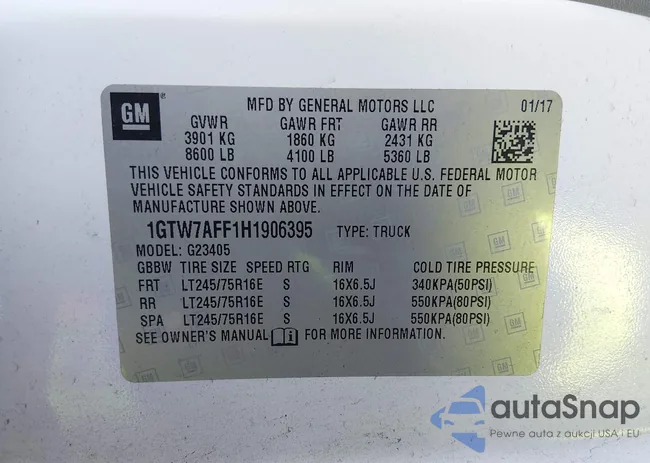 GM
MFD BY GENERAL MOTORS LLC 01/17
GVWR GAWR FRT GAWR RR
3901 KG 1860 KG 2431 KG
8600 LB 4100 LB 5360 LB
THIS VEHICLE CONFORMS TO ALL APPLICABLE U.S. FEDERAL MOTOR
VEHICLE SAFETY STANDARDS IN EFFECT ON THE DATE OF
MANUFACTURE SHOWN ABOVE.
1GTW7AFF1H1906395 TYPE: TRUCK
MODEL: G23405
GBBW TIRE SIZE SPEED RTG RIM COLD TIRE PRESSURE
FRT LT245/75R16E S 16X6.5J 340KPA(50PSI)
RR LT245/75R16E S 16X6.5J 550KPA(80PSI)
SPA LT245/75R16E S 16X6.5J 550KPA(80PSI)
SEE OWNER'S MANUAL FOR MORE INFORMATION.
autaSnap
Pewne auta z aukcji USA i EU